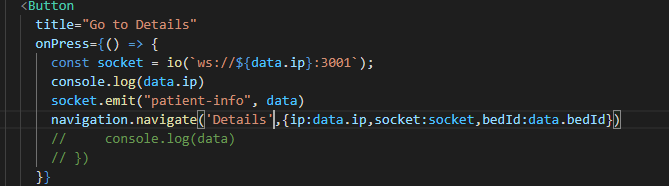 <Button
title="Go to Details"
onPress={() => {
const socket = io(`ws://${data.ip}:3001`);
console.log(data.ip)
socket.emit("patient-info", data)
navigation.navigate('Details',{ip:data.ip,socket:socket,bedId:data.bedId})
//     console.log(data)
// })
}}